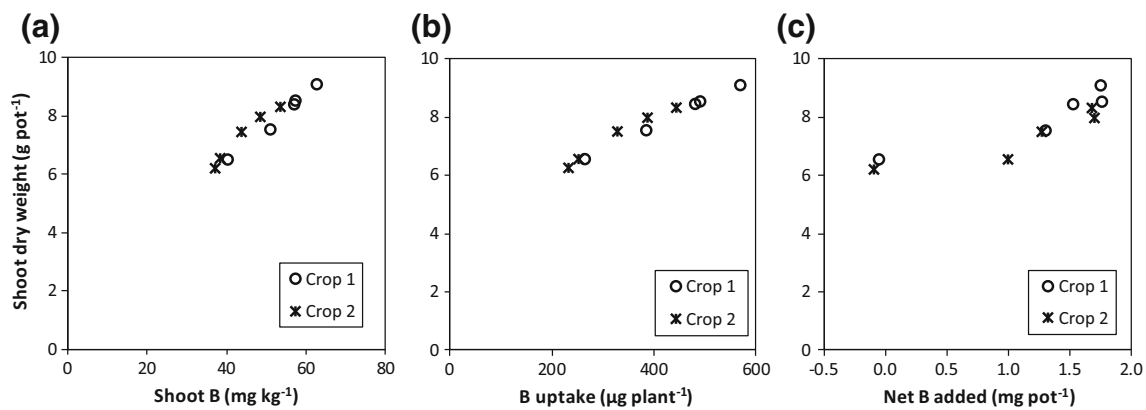 (a)
(b)
(c)
Shoot dry weight (g pot⁻¹)
10
8
6
4
2
0
0 20 40 60 80
Shoot B (mg kg⁻¹)
Crop 1
Crop 2
10
8
6
4
2
0
0 200 400 600
B uptake (µg plant⁻¹)
Crop 1
Crop 2
10
8
6
4
2
0
-0.5 0.0 0.5 1.0 1.5 2.0
Net B added (mg pot⁻¹)
Crop 1
Crop 2